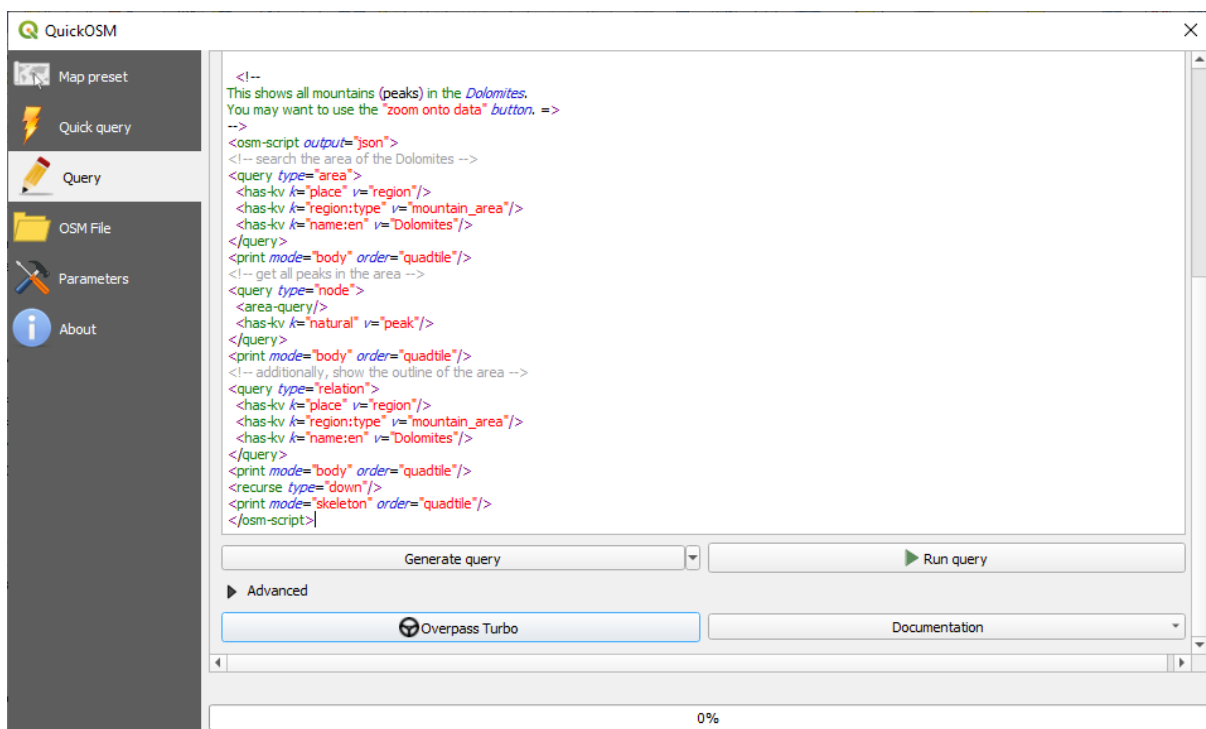 QuickOSM
Map preset
Quick query
Query
OSM File
Parameters
About
<!--
This shows all mountains (peaks) in the Dolomites.
You may want to use the "zoom onto data" button. =>
-->
<osm-script output="json">
<!-- search the area of the Dolomites -->
<query type="area">
<has-kv k="place" v="region"/>
<has-kv k="region:type" v="mountain_area"/>
<has-kv k="name:en" v="Dolomites"/>
</query>
<print mode="body" order="quadtile"/>
<!-- get all peaks in the area -->
<query type="node">
<area-query/>
<has-kv k="natural" v="peak"/>
</query>
<print mode="body" order="quadtile"/>
<!-- additionally, show the outline of the area -->
<query type="relation">
<has-kv k="place" v="region"/>
<has-kv k="region:type" v="mountain_area"/>
<has-kv k="name:en" v="Dolomites"/>
</query>
<print mode="body" order="quadtile"/>
<recurse type="down"/>
<print mode="skeleton" order="quadtile"/>
</osm-script>
Generate query
Run query
Advanced
Overpass Turbo
Documentation
0%